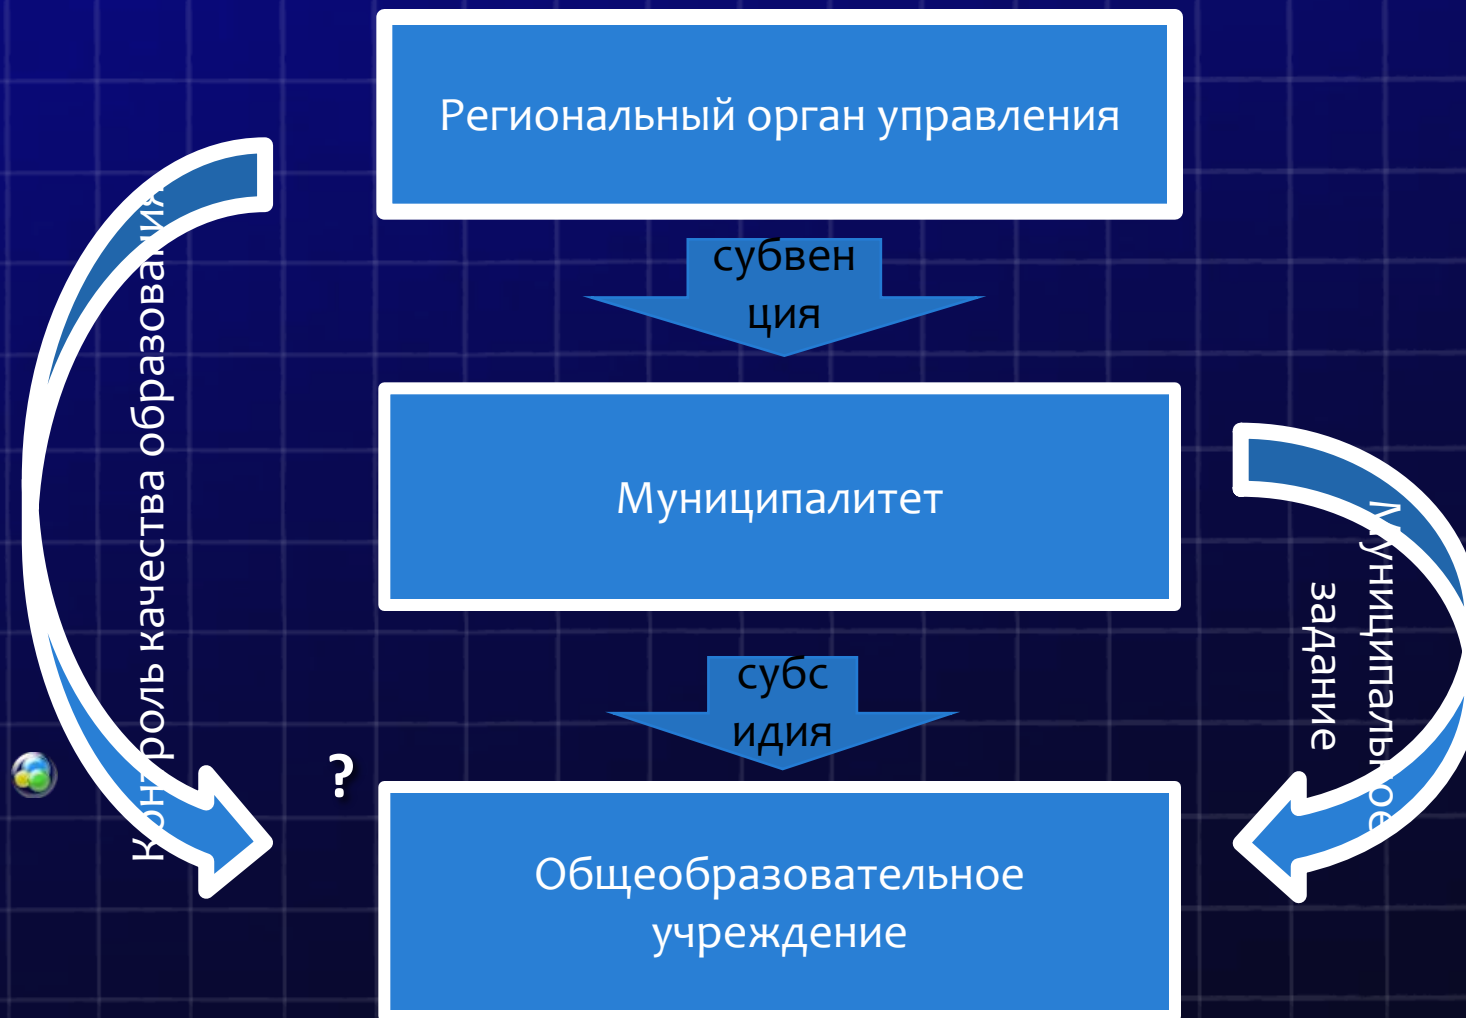 Региональный орган управления
субвен
ция
Контроль качества образования
Муниципалитет
Муниципальное
задание
субс
идия
?
Общеобразовательное
учреждение